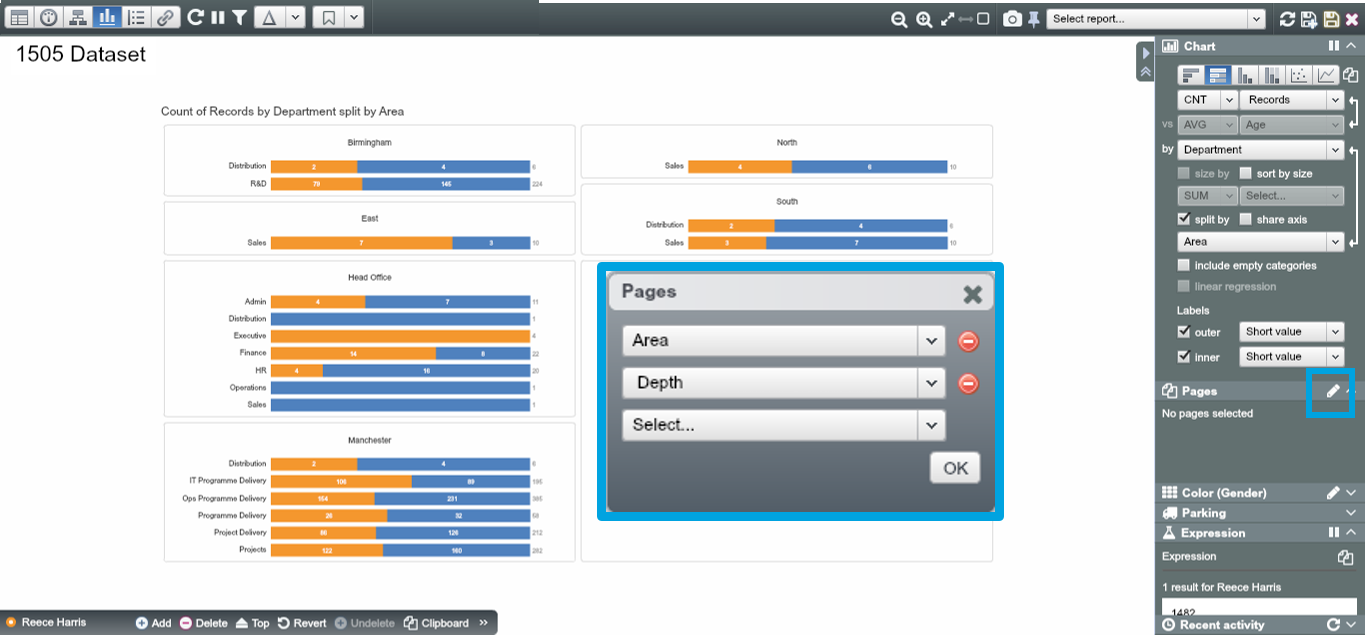 Select report...
1505 Dataset
Count of Records by Department split by Area
Birmingham
Distribution 2 4 6
R&D 79 145 224
East
Sales 7 3 10
Head Office
Admin 4 7 11
Distribution 1
Executive 4
Finance 14 8 22
HR 4 16 20
Operations 1
Sales 1
Manchester
Distribution 2 4 6
IT Programme Delivery 106 89 195
Ops Programme Delivery 154 231 385
Programme Delivery 26 32 58
Project Delivery 86 126 212
Projects 122 160 282
North
Sales 4 6 10
South
Distribution 2 4 6
Sales 3 7 10
Pages
Area
Depth
Select...
OK
Chart
CNT Records
vs AVG Age
by Department
size by sort by size
SUM Select...
split by share axis
Area
include empty categories
linear regression
Labels
outer Short value
inner Short value
Pages
No pages selected
Color (Gender)
Parking
Expression
Expression
1 result for Reece Harris
1482
Recent activity
Reece Harris Add Delete Top Revert Undelete Clipboard »